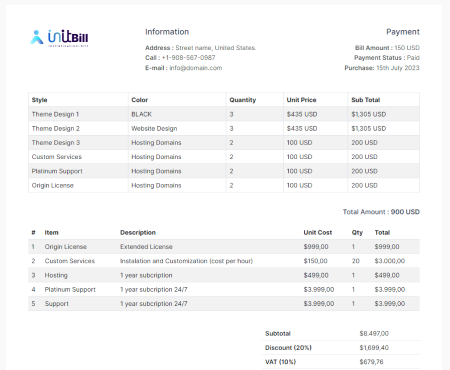 initBill
Information
Payment
Address : Street name, United States.
Bill Amount : 150 USD
Call : +1-908-567-0987
Payment Status : Paid
E-mail : info@domain.com
Purchase: 15th July 2023
Style Color Quantity Unit Price Sub Total
Theme Design 1 BLACK 3 $435 USD $1,305 USD
Theme Design 2 Website Design 3 $435 USD $1,305 USD
Theme Design 3 Hosting Domains 2 100 USD 200 USD
Custom Services Hosting Domains 2 100 USD 200 USD
Platinum Support Hosting Domains 2 100 USD 200 USD
Origin License Hosting Domains 2 100 USD 200 USD
Total Amount : 900 USD
# Item Description Unit Cost Qty Total
1 Origin License Extended License $999,00 1 $999,00
2 Custom Services Instalation and Customization (cost per hour) $150,00 20 $3.000,00
3 Hosting 1 year subcription $499,00 1 $499,00
4 Platinum Support 1 year subcription 24/7 $3.999,00 1 $3.999,00
5 Support 1 year subcription 24/7 $3.999,00 1 $3.999,00
Subtotal $8.497,00
Discount (20%) $1,699,40
VAT (10%) $679,76